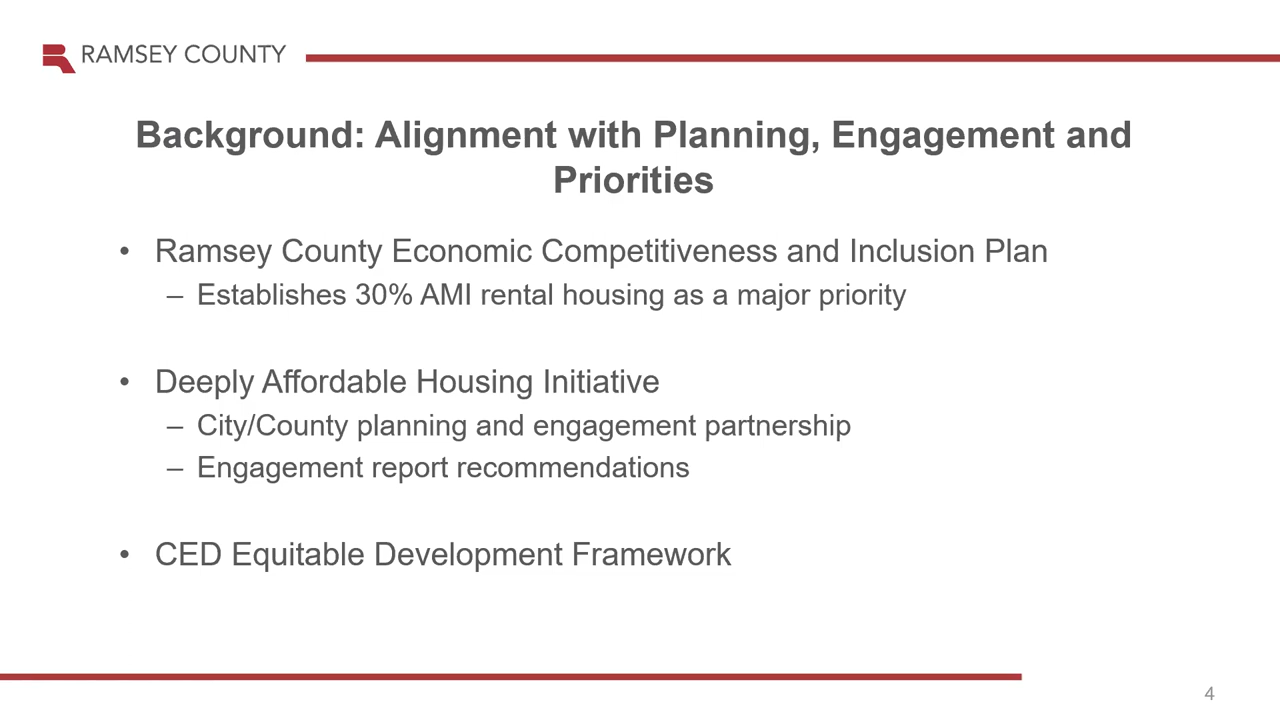 RAMSEY COUNTY
Background: Alignment with Planning, Engagement and
Priorities
• Ramsey County Economic Competitiveness and Inclusion Plan
– Establishes 30% AMI rental housing as a major priority
• Deeply Affordable Housing Initiative
– City/County planning and engagement partnership
– Engagement report recommendations
• CED Equitable Development Framework
4